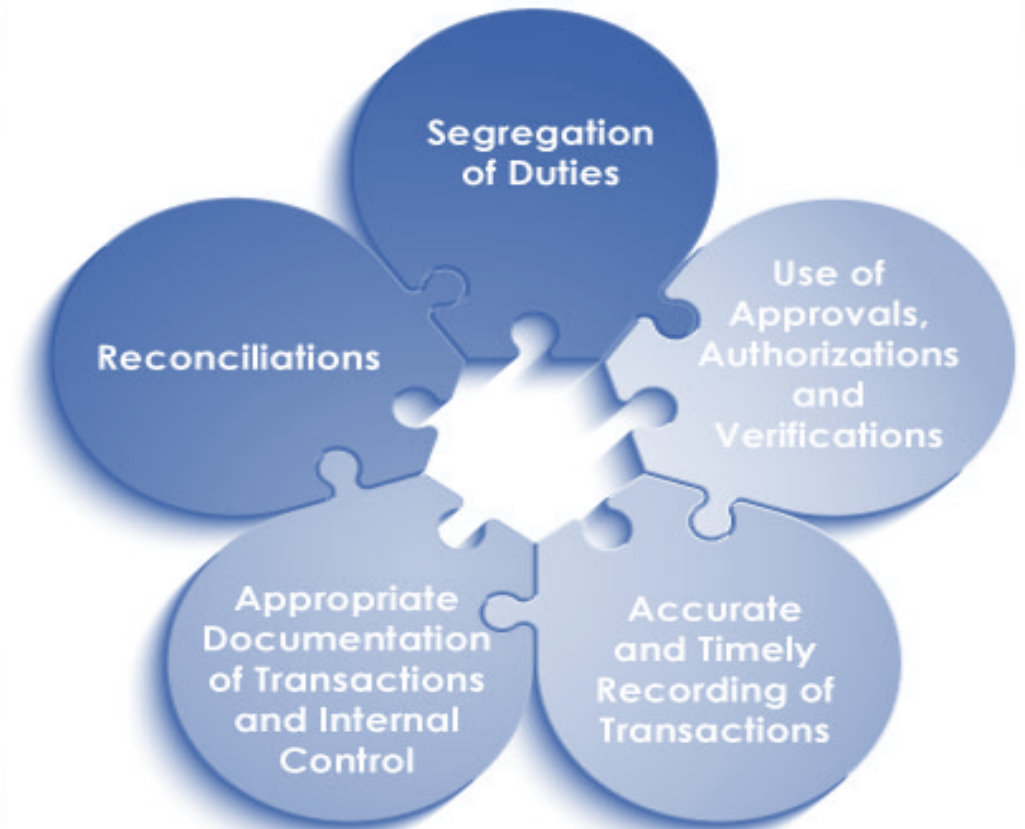 Segregation
of Duties
Use of
Approvals,
Authorizations
and
Verifications
Reconciliations
Accurate
and Timely
Recording of
Transactions
Appropriate
Documentation
of Transactions
and Internal
Control